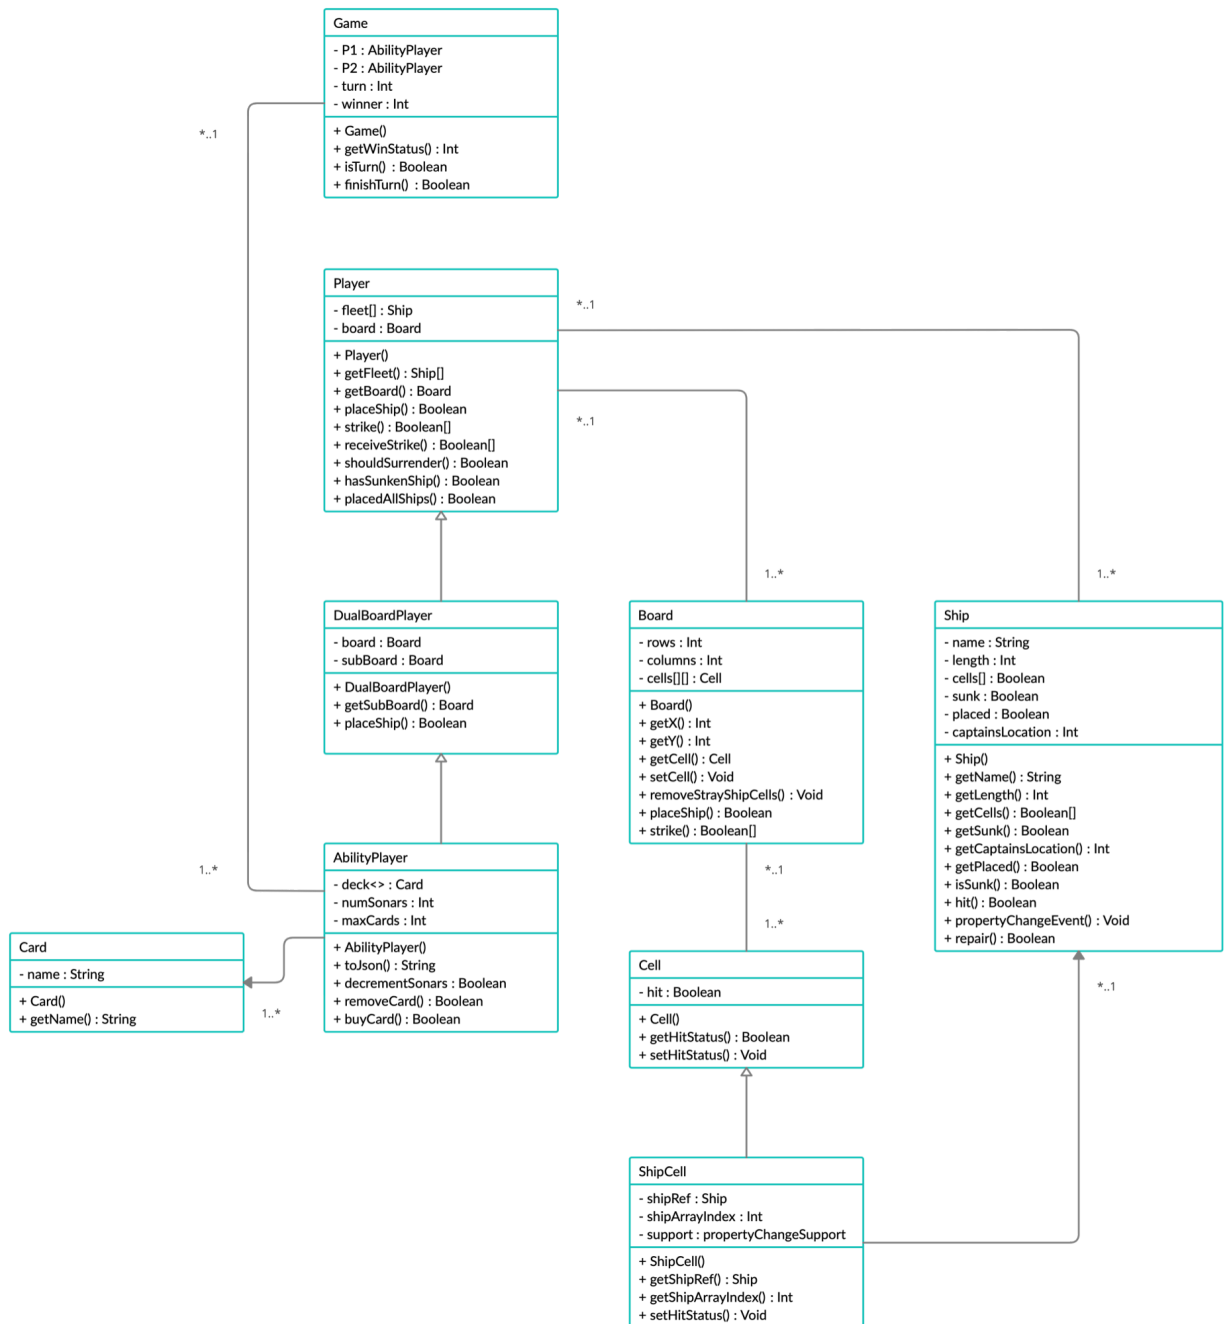 Game
- P1 : AbilityPlayer
- P2 : AbilityPlayer
- turn : Int
- winner : Int
+ Game()
+ getWinStatus() : Int
+ isTurn() : Boolean
+ finishTurn() : Boolean
*..1
Player
- fleet[] : Ship
- board : Board
+ Player()
+ getFleet() : Ship[]
+ getBoard() : Board
+ placeShip() : Boolean
+ strike() : Boolean[]
+ receiveStrike() : Boolean[]
+ shouldSurrender() : Boolean
+ hasSunkenShip() : Boolean
+ placedAllShips() : Boolean
*..1
*..1
1..*
1..*
DualBoardPlayer
- board : Board
- subBoard : Board
+ DualBoardPlayer()
+ getSubBoard() : Board
+ placeShip() : Boolean
Board
- rows : Int
- columns : Int
- cells[][] : Cell
+ Board()
+ getX() : Int
+ getY() : Int
+ getCell() : Cell
+ setCell() : Void
+ removeStrayShipCells() : Void
+ placeShip() : Boolean
+ strike() : Boolean[]
Ship
- name : String
- length : Int
- cells[] : Boolean
- sunk : Boolean
- placed : Boolean
- captainsLocation : Int
+ Ship()
+ getName() : String
+ getLength() : Int
+ getCells() : Boolean[]
+ getSunk() : Boolean
+ getCaptainsLocation() : Int
+ getPlaced() : Boolean
+ isSunk() : Boolean
+ hit() : Boolean
+ propertyChangeEvent() : Void
+ repair() : Boolean
1..*
AbilityPlayer
- deck<> : Card
- numSonars : Int
- maxCards : Int
+ AbilityPlayer()
+ toJson() : String
+ decrementSonars : Boolean
+ removeCard() : Boolean
+ buyCard() : Boolean
*..1
1..*
Card
- name : String
+ Card()
+ getName() : String
1..*
Cell
- hit : Boolean
+ Cell()
+ getHitStatus() : Boolean
+ setHitStatus() : Void
*..1
ShipCell
- shipRef : Ship
- shipArrayIndex : Int
- support : propertyChangeSupport
+ ShipCell()
+ getShipRef() : Ship
+ getShipArrayIndex() : Int
+ setHitStatus() : Void